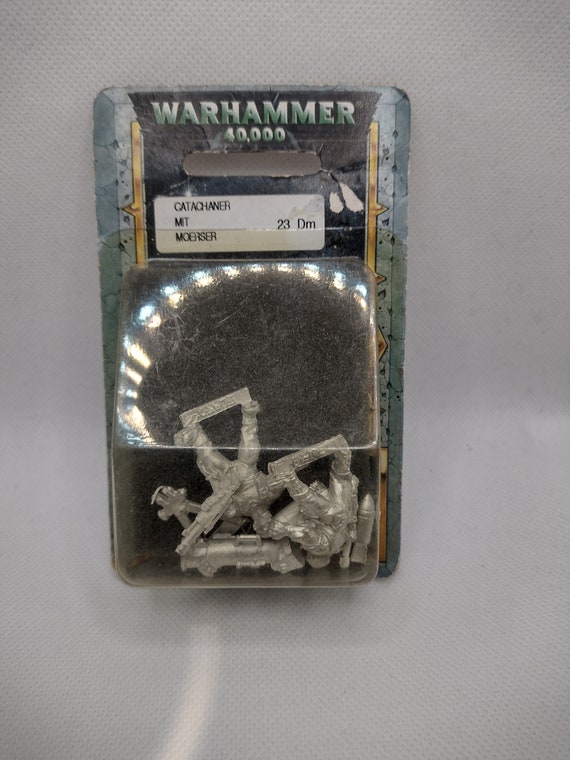 WARHAMMER®
40,000
CATACHANER
MIT 23 Dm
MOERSER